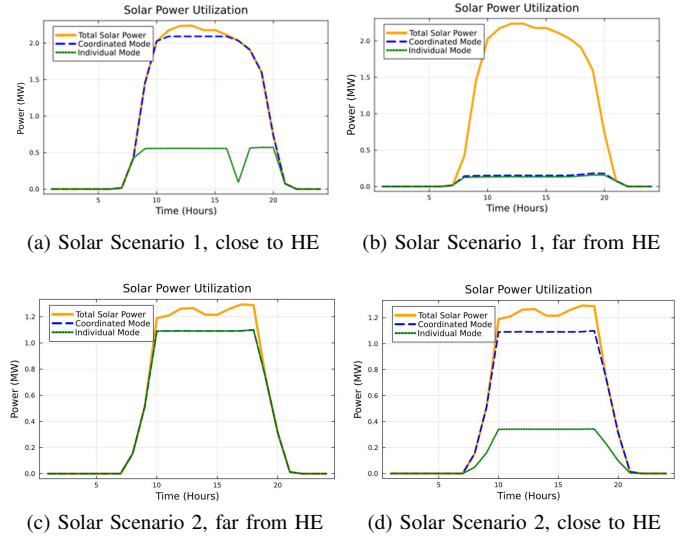 Solar Power Utilization
Total Solar Power
Coordinated Mode
Individual Mode
Power (MW)
2.0
1.5
1.0
0.5
0.0
5
10
15
20
Time (Hours)
(a) Solar Scenario 1, close to HE
Solar Power Utilization
Total Solar Power
Coordinated Mode
Individual Mode
Power (MW)
2.0
1.5
1.0
0.5
0.0
5
10
15
20
Time (Hours)
(b) Solar Scenario 1, far from HE
Solar Power Utilization
Total Solar Power
Coordinated Mode
Individual Mode
Power (MW)
1.2
1.0
0.8
0.6
0.4
0.2
0.0
5
10
15
20
Time (Hours)
(c) Solar Scenario 2, far from HE
Solar Power Utilization
Total Solar Power
Coordinated Mode
Individual Mode
Power (MW)
1.2
1.0
0.8
0.6
0.4
0.2
0.0
5
10
15
20
Time (Hours)
(d) Solar Scenario 2, close to HE